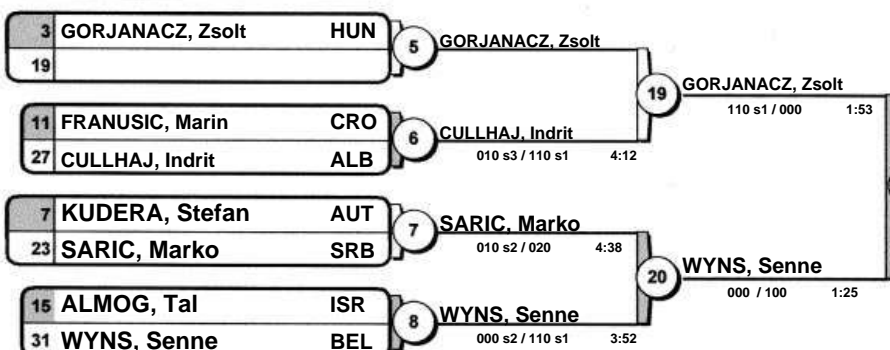 3 GORJANACZ, Zsolt HUN
19
5 GORJANACZ, Zsolt
11 FRANUSIC, Marin CRO
27 CULLHAJ, Indrit ALB
6 CULLHAJ, Indrit
010 s3 / 110 s1 4:12
19 GORJANACZ, Zsolt
110 s1 / 000 1:53
7 KUDERA, Stefan AUT
23 SARIC, Marko SRB
7 SARIC, Marko
010 s2 / 020 4:38
15 ALMOG, Tal ISR
31 WYNS, Senne BEL
8 WYNS, Senne
000 s2 / 110 s1 3:52
20 WYNS, Senne
000 / 100 1:25